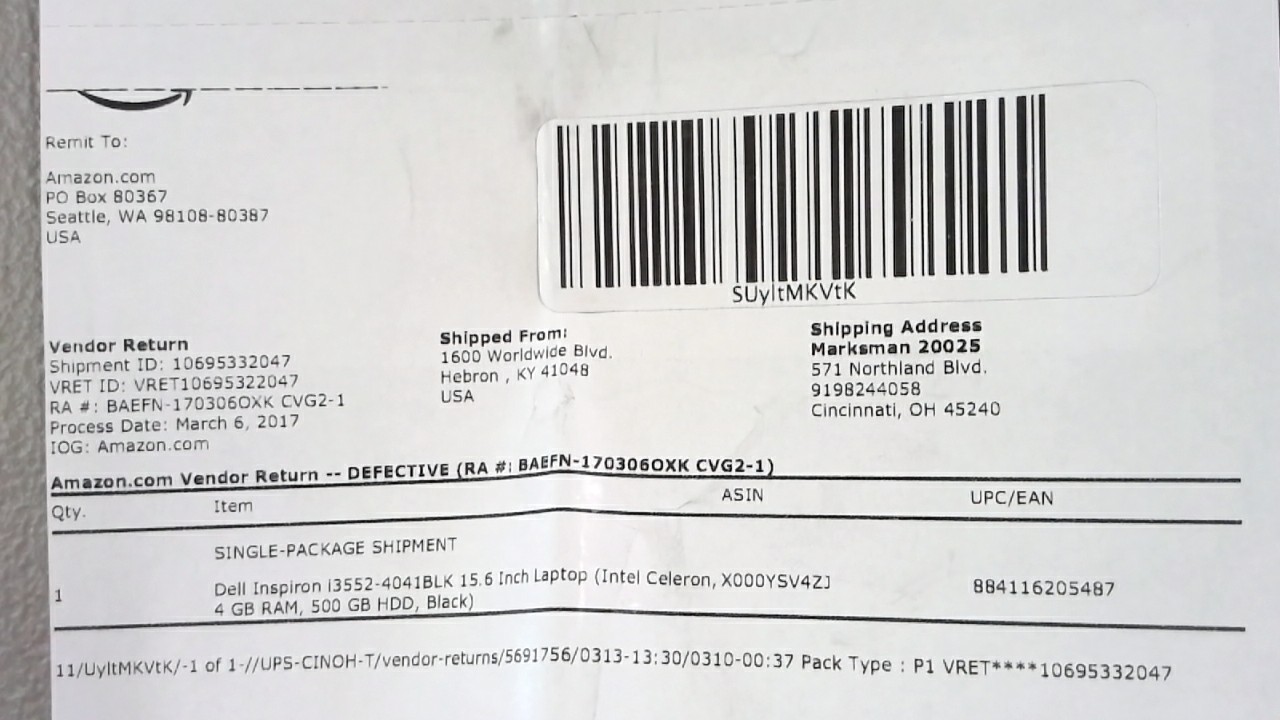 Remit To:
Amazon.com
PO Box 80367
Seattle, WA 98108-80387
USA
SUyltMKVtK
Vendor Return
Shipment ID: 10695332047
VRET ID: VRET10695322047
RA #: BAEFN-170306OXK CVG2-1
Process Date: March 6, 2017
IOG: Amazon.com
Shipped From:
1600 Worldwide Blvd.
Hebron , KY 41048
USA
Shipping Address
Marksman 20025
571 Northland Blvd.
9198244058
Cincinnati, OH 45240
Amazon.com Vendor Return -- DEFECTIVE (RA #: BAEFN-170306OXK CVG2-1)
Qty. Item ASIN UPC/EAN
SINGLE-PACKAGE SHIPMENT
1 Dell Inspiron i3552-4041BLK 15.6 Inch Laptop (Intel Celeron, X000YSV4ZJ 884116205487
4 GB RAM, 500 GB HDD, Black)
11/UyltMKVtK/-1 of 1-//UPS-CINOH-T/vendor-returns/5691756/0313-13:30/0310-00:37 Pack Type : P1 VRET****10695332047